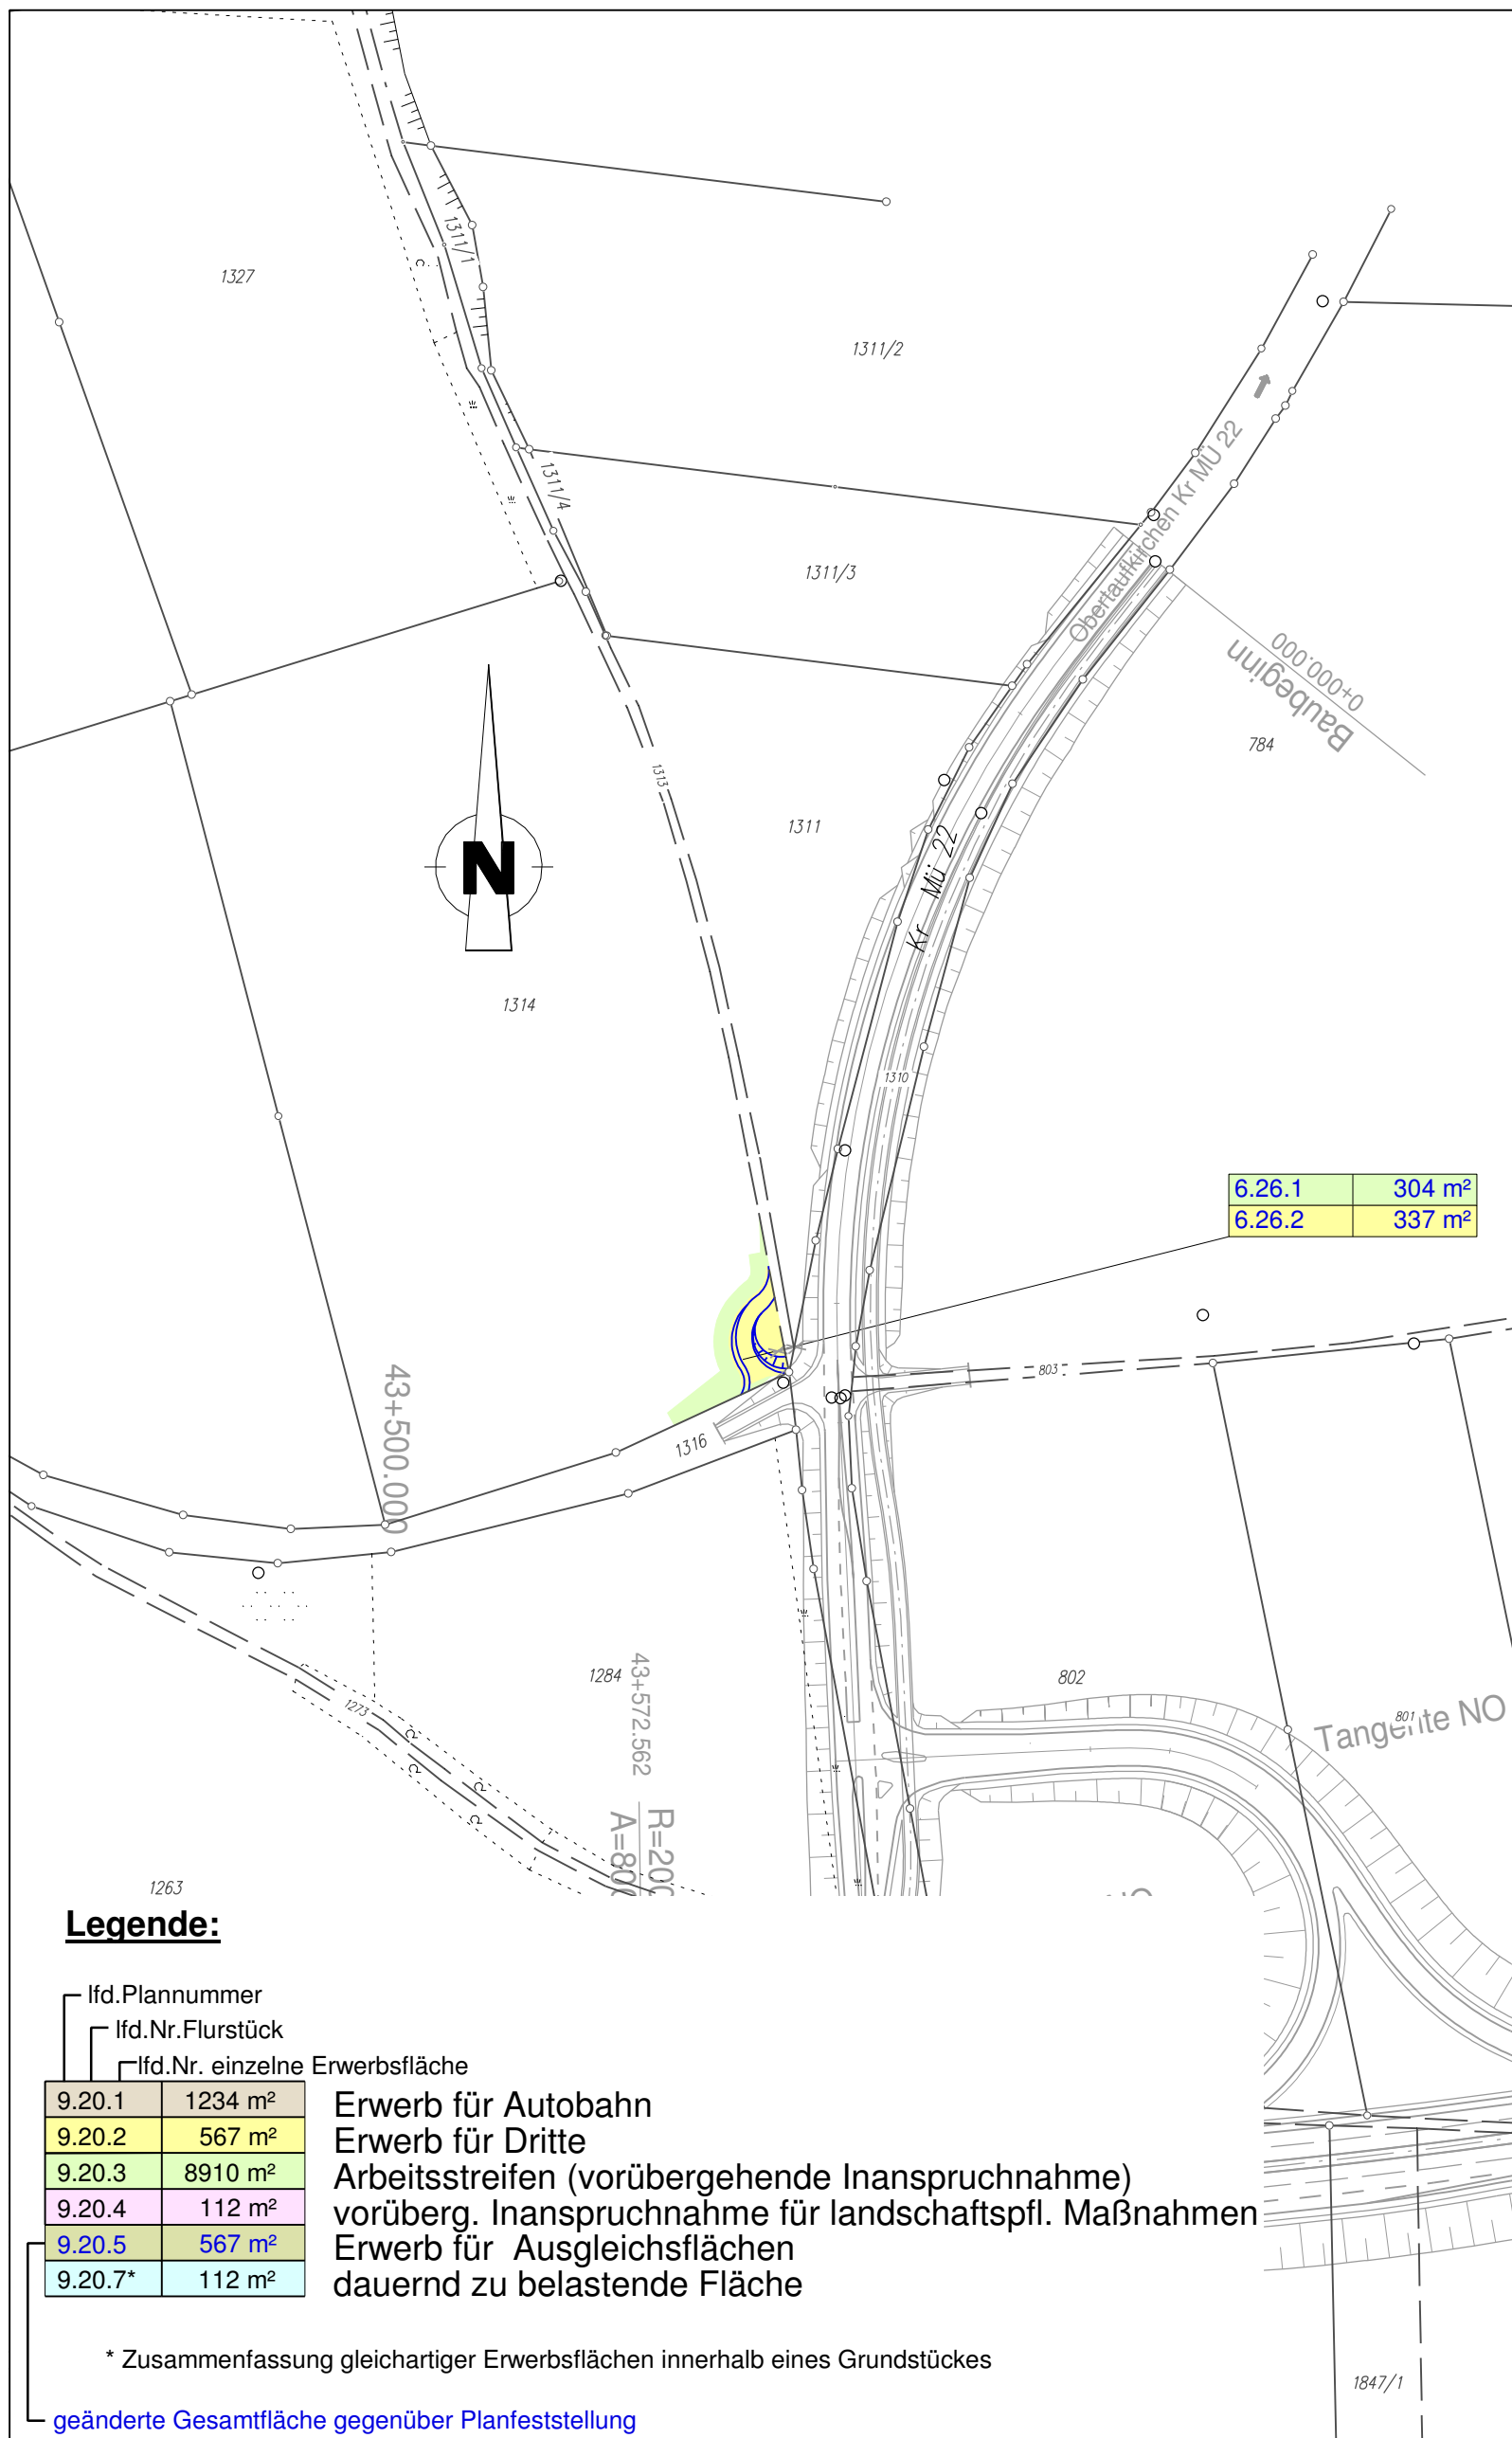 1327
1311/1
1311/2
Obertaufkirchen Kr MÜ 22
1311/4
1311/3
0+000.000
Baubeginn
784
1313
1311
N
Kr Mü 22
1314
1310
6.26.1 304 m²
6.26.2 337 m²
803
43+500.000
1316
1284
43+572.562
802
801
Tangente NO
1273
R=200
A=800
1263
Legende:
lfd.Plannummer
lfd.Nr.Flurstück
lfd.Nr. einzelne Erwerbsfläche
9.20.1 1234 m² Erwerb für Autobahn
9.20.2 567 m² Erwerb für Dritte
9.20.3 8910 m² Arbeitsstreifen (vorübergehende Inanspruchnahme)
9.20.4 112 m² vorüberg. Inanspruchnahme für landschaftspfl. Maßnahmen
9.20.5 567 m² Erwerb für Ausgleichsflächen
9.20.7* 112 m² dauernd zu belastende Fläche
* Zusammenfassung gleichartiger Erwerbsflächen innerhalb eines Grundstückes
1847/1
geänderte Gesamtfläche gegenüber Planfeststellung